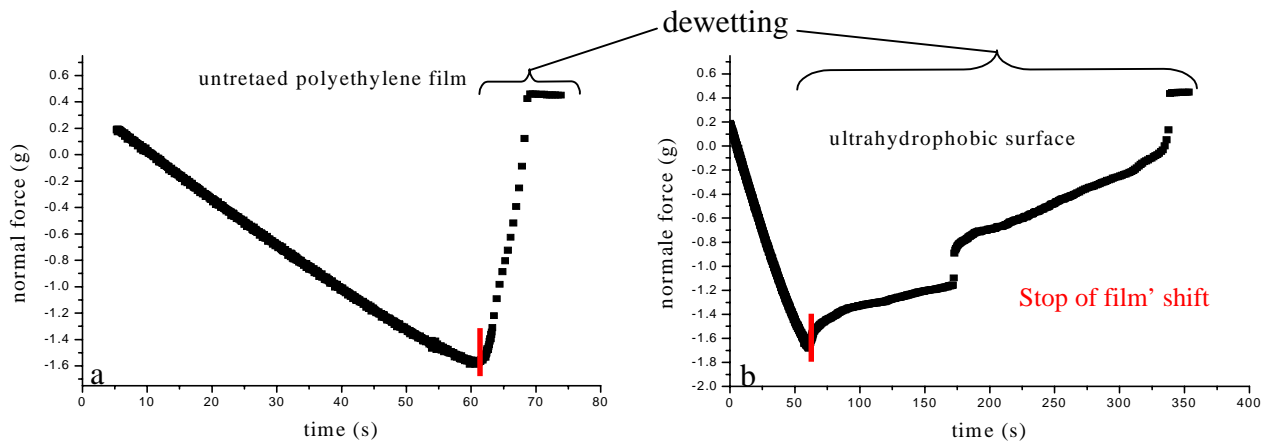 dewetting
untretaed polyethylene film
0.6
0.4
0.2
0.0
-0.2
-0.4
-0.6
-0.8
-1.0
-1.2
-1.4
-1.6
normal force (g)
a
0 10 20 30 40 50 60 70 80
time (s)
ultrahydrophobic surface
Stop of film' shift
0.6
0.4
0.2
0.0
-0.2
-0.4
-0.6
-0.8
-1.0
-1.2
-1.4
-1.6
-1.8
-2.0
normale force (g)
b
0 50 100 150 200 250 300 350 400
time (s)